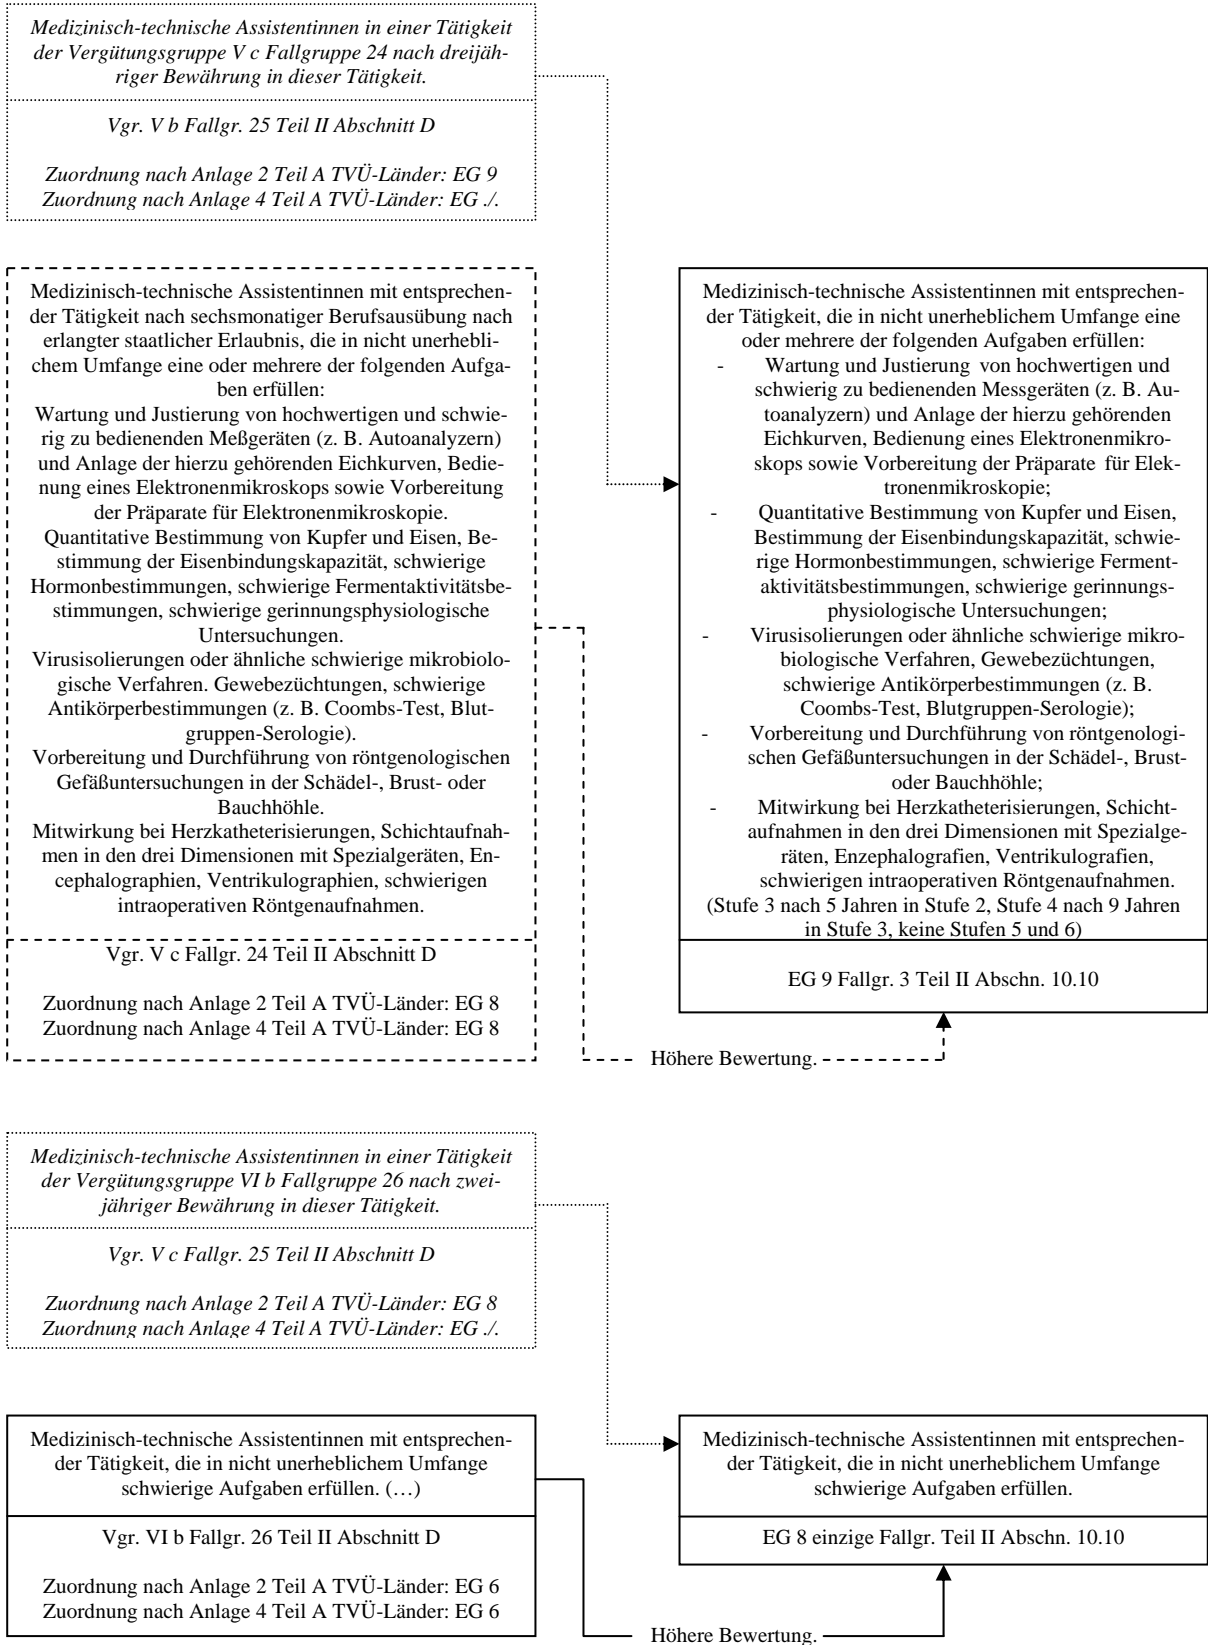 Medizinisch-technische Assistentinnen in einer Tätigkeit
der Vergütungsgruppe V c Fallgruppe 24 nach dreijäh-
riger Bewährung in dieser Tätigkeit.
Vgr. V b Fallgr. 25 Teil II Abschnitt D
Zuordnung nach Anlage 2 Teil A TVÜ-Länder: EG 9
Zuordnung nach Anlage 4 Teil A TVÜ-Länder: EG ./.
Medizinisch-technische Assistentinnen mit entsprechen-
der Tätigkeit nach sechsmonatiger Berufsausübung nach
erlangter staatlicher Erlaubnis, die in nicht unerhebli-
chem Umfange eine oder mehrere der folgenden Aufga-
ben erfüllen:
Wartung und Justierung von hochwertigen und schwie-
rig zu bedienenden Meßgeräten (z. B. Autoanalyzern)
und Anlage der hierzu gehörenden Eichkurven, Bedie-
nung eines Elektronenmikroskops sowie Vorbereitung
der Präparate für Elektronenmikroskopie.
Quantitative Bestimmung von Kupfer und Eisen, Be-
stimmung der Eisenbindungskapazität, schwierige
Hormonbestimmungen, schwierige Fermentaktivitätsbe-
stimmungen, schwierige gerinnungsphysiologische
Untersuchungen.
Virusisolierungen oder ähnliche schwierige mikrobiolo-
gische Verfahren. Gewebezüchtungen, schwierige
Antikörperbestimmungen (z. B. Coombs-Test, Blut-
gruppen-Serologie).
Vorbereitung und Durchführung von röntgenologischen
Gefäßuntersuchungen in der Schädel-, Brust- oder
Bauchhöhle.
Mitwirkung bei Herzkatheterisierungen, Schichtaufnah-
men in den drei Dimensionen mit Spezialgeräten, En-
cephalographien, Ventrikulographien, schwierigen
intraoperativen Röntgenaufnahmen.
Vgr. V c Fallgr. 24 Teil II Abschnitt D
Zuordnung nach Anlage 2 Teil A TVÜ-Länder: EG 8
Zuordnung nach Anlage 4 Teil A TVÜ-Länder: EG 8
Medizinisch-technische Assistentinnen mit entsprechen-
der Tätigkeit, die in nicht unerheblichem Umfange eine
oder mehrere der folgenden Aufgaben erfüllen:
- Wartung und Justierung von hochwertigen und
schwierig zu bedienenden Messgeräten (z. B. Au-
toanalyzern) und Anlage der hierzu gehörenden
Eichkurven, Bedienung eines Elektronenmikro-
skops sowie Vorbereitung der Präparate für Elek-
tronenmikroskopie;
- Quantitative Bestimmung von Kupfer und Eisen,
Bestimmung der Eisenbindungskapazität, schwie-
rige Hormonbestimmungen, schwierige Ferment-
aktivitätsbestimmungen, schwierige gerinnungs-
physiologische Untersuchungen;
- Virusisolierungen oder ähnliche schwierige mikro-
biologische Verfahren, Gewebezüchtungen,
schwierige Antikörperbestimmungen (z. B.
Coombs-Test, Blutgruppen-Serologie);
- Vorbereitung und Durchführung von röntgenologi-
schen Gefäßuntersuchungen in der Schädel-, Brust-
oder Bauchhöhle;
- Mitwirkung bei Herzkatheterisierungen, Schicht-
aufnahmen in den drei Dimensionen mit Spezialge-
räten, Enzephalografien, Ventrikulografien,
schwierigen intraoperativen Röntgenaufnahmen.
(Stufe 3 nach 5 Jahren in Stufe 2, Stufe 4 nach 9 Jahren
in Stufe 3, keine Stufen 5 und 6)
EG 9 Fallgr. 3 Teil II Abschn. 10.10
Höhere Bewertung.
Medizinisch-technische Assistentinnen in einer Tätigkeit
der Vergütungsgruppe VI b Fallgruppe 26 nach zwei-
jähriger Bewährung in dieser Tätigkeit.
Vgr. V c Fallgr. 25 Teil II Abschnitt D
Zuordnung nach Anlage 2 Teil A TVÜ-Länder: EG 8
Zuordnung nach Anlage 4 Teil A TVÜ-Länder: EG ./.
Medizinisch-technische Assistentinnen mit entsprechen-
der Tätigkeit, die in nicht unerheblichem Umfange
schwierige Aufgaben erfüllen. (…)
Vgr. VI b Fallgr. 26 Teil II Abschnitt D
Zuordnung nach Anlage 2 Teil A TVÜ-Länder: EG 6
Zuordnung nach Anlage 4 Teil A TVÜ-Länder: EG 6
Medizinisch-technische Assistentinnen mit entsprechen-
der Tätigkeit, die in nicht unerheblichem Umfange
schwierige Aufgaben erfüllen.
EG 8 einzige Fallgr. Teil II Abschn. 10.10
Höhere Bewertung.